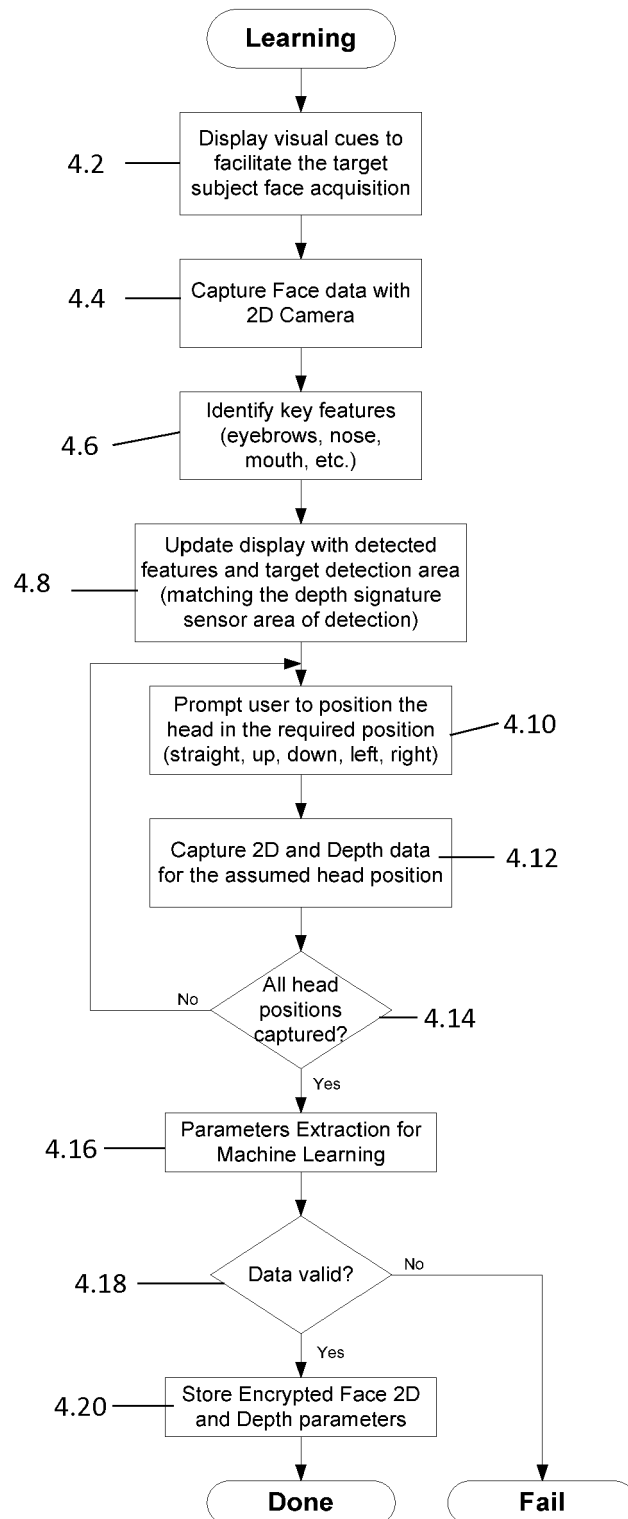 Learning
4.2
Display visual cues to
facilitate the target
subject face acquisition
4.4
Capture Face data with
2D Camera
4.6
Identify key features
(eyebrows, nose,
mouth, etc.)
4.8
Update display with detected
features and target detection area
(matching the depth signature
sensor area of detection)
Prompt user to position the
head in the required position
(straight, up, down, left, right)
4.10
Capture 2D and Depth data
for the assumed head position
4.12
All head
positions
captured?
4.14
No
Yes
4.16
Parameters Extraction for
Machine Learning
4.18
Data valid?
No
Yes
4.20
Store Encrypted Face 2D
and Depth parameters
Done
Fail